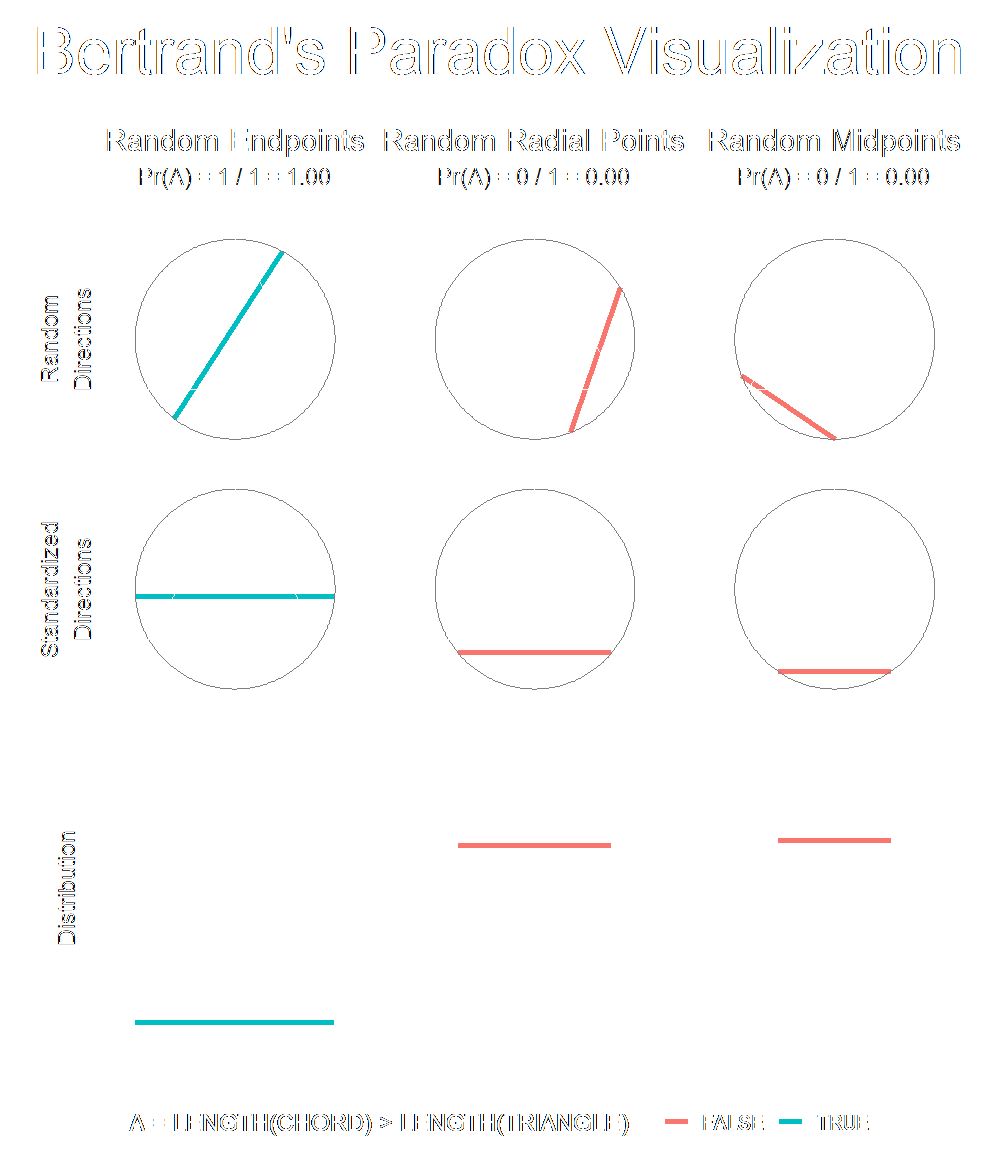 Bertrand's Paradox Visualization
Random Endpoints
Random Radial Points
Random Midpoints
Pr(A) = 1 / 1 = 1.00
Pr(A) = 0 / 1 = 0.00
Pr(A) = 0 / 1 = 0.00
Random
Directions
Standardized
Directions
Distribution
A = LENGTH(CHORD) > LENGTH(TRIANGLE)
FALSE
TRUE